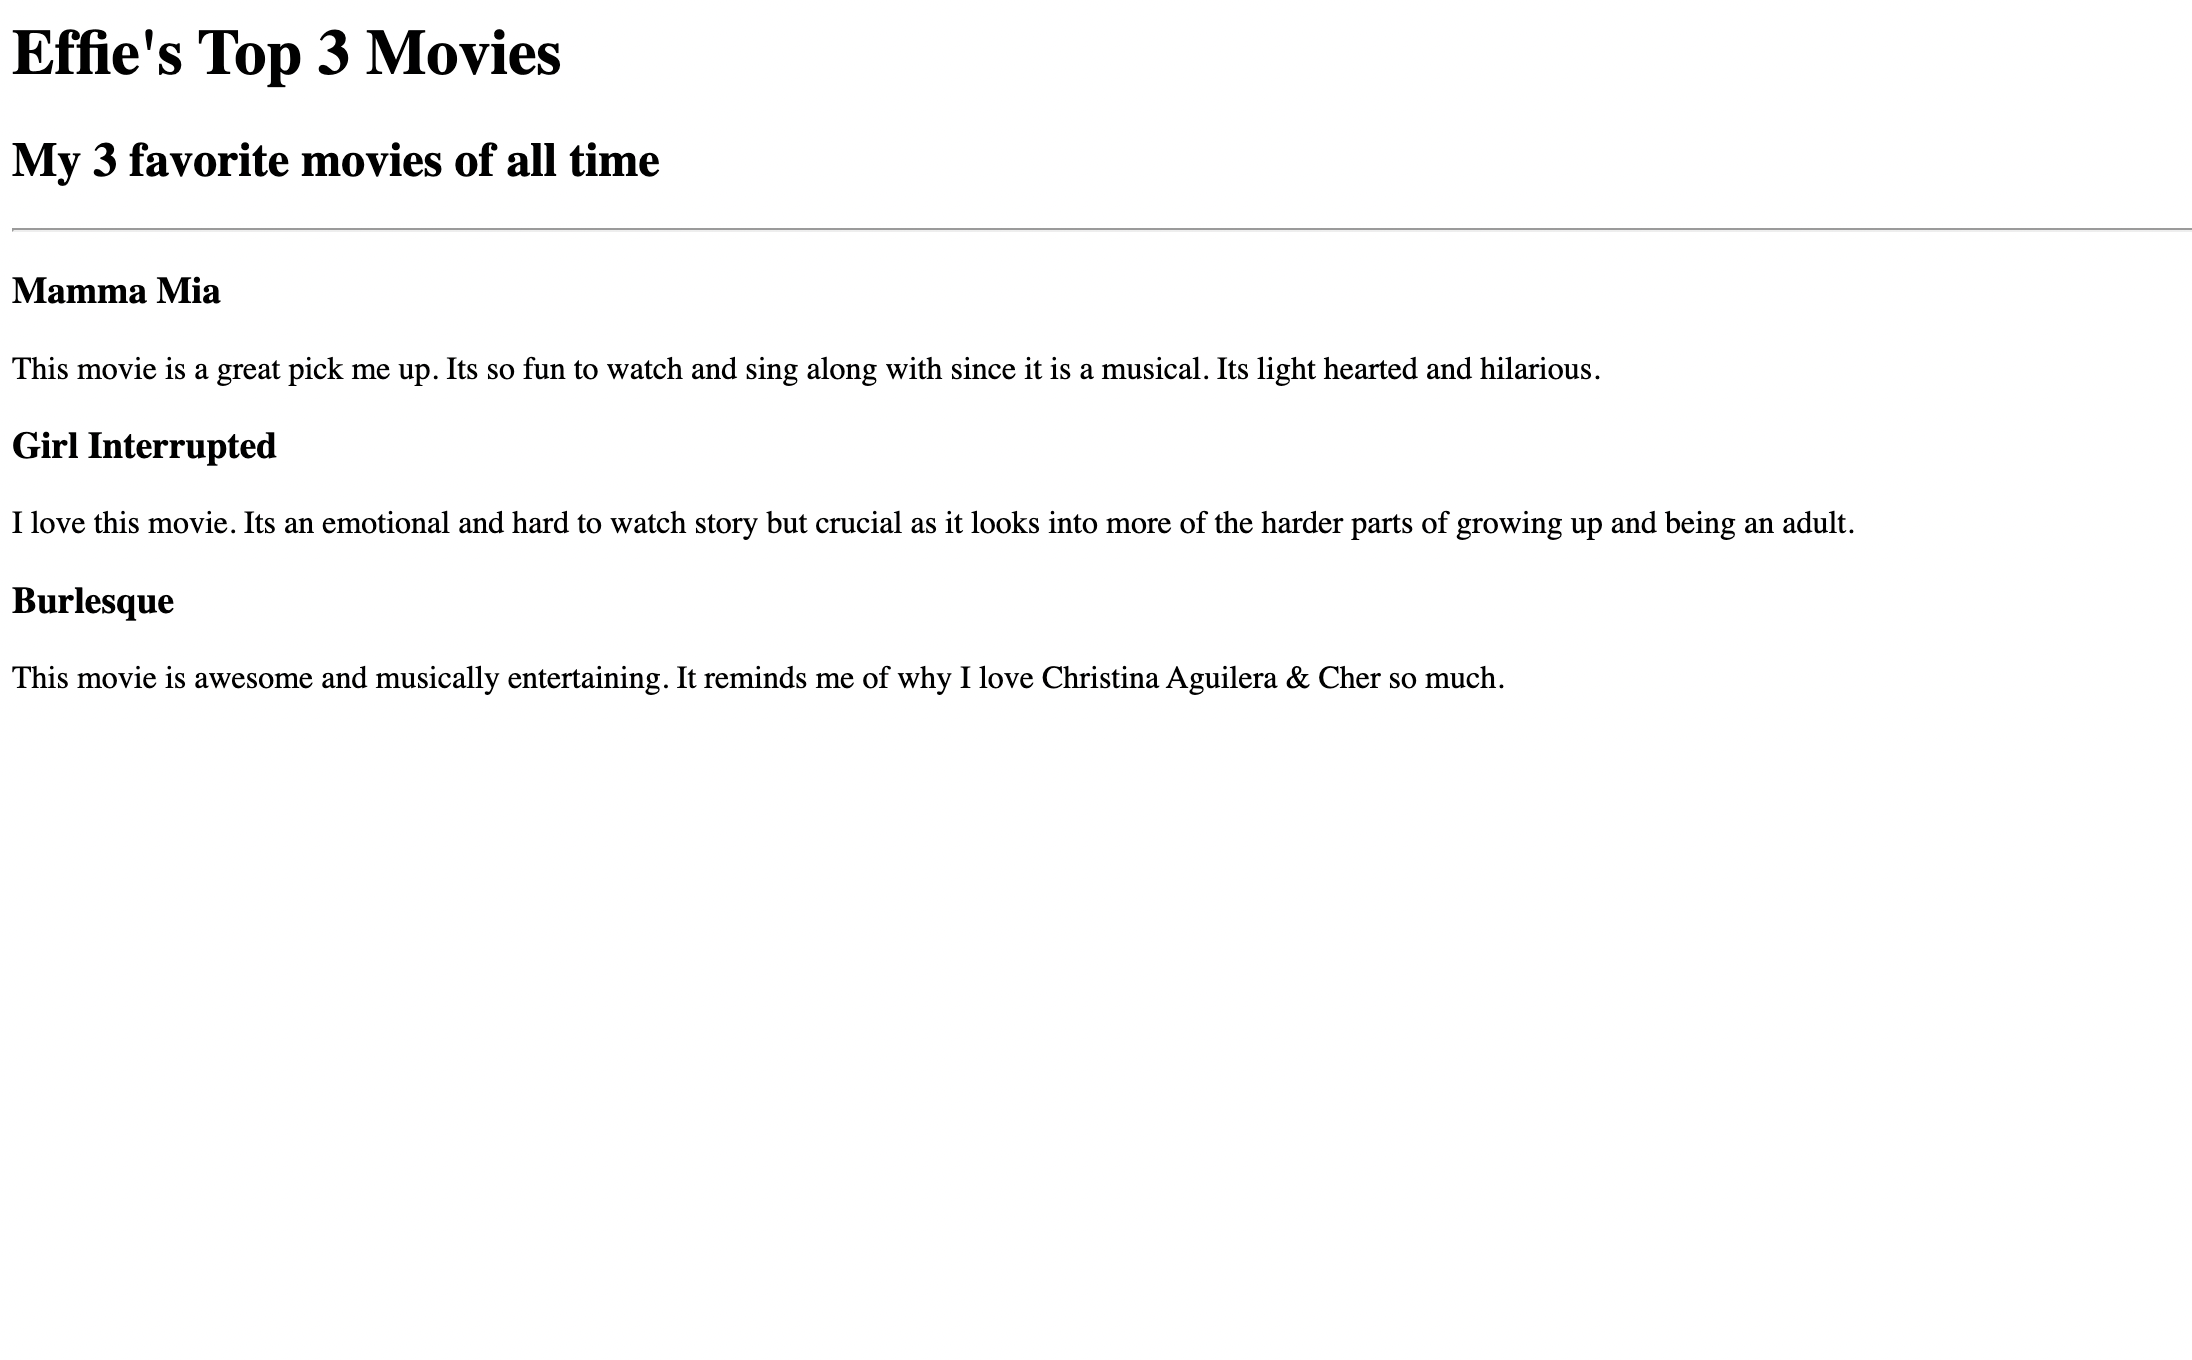 Effie's Top 3 Movies
My 3 favorite movies of all time
Mamma Mia
This movie is a great pick me up. Its so fun to watch and sing along with since it is a musical. Its light hearted and hilarious.
Girl Interrupted
I love this movie. Its an emotional and hard to watch story but crucial as it looks into more of the harder parts of growing up and being an adult.
Burlesque
This movie is awesome and musically entertaining. It reminds me of why I love Christina Aguilera & Cher so much.